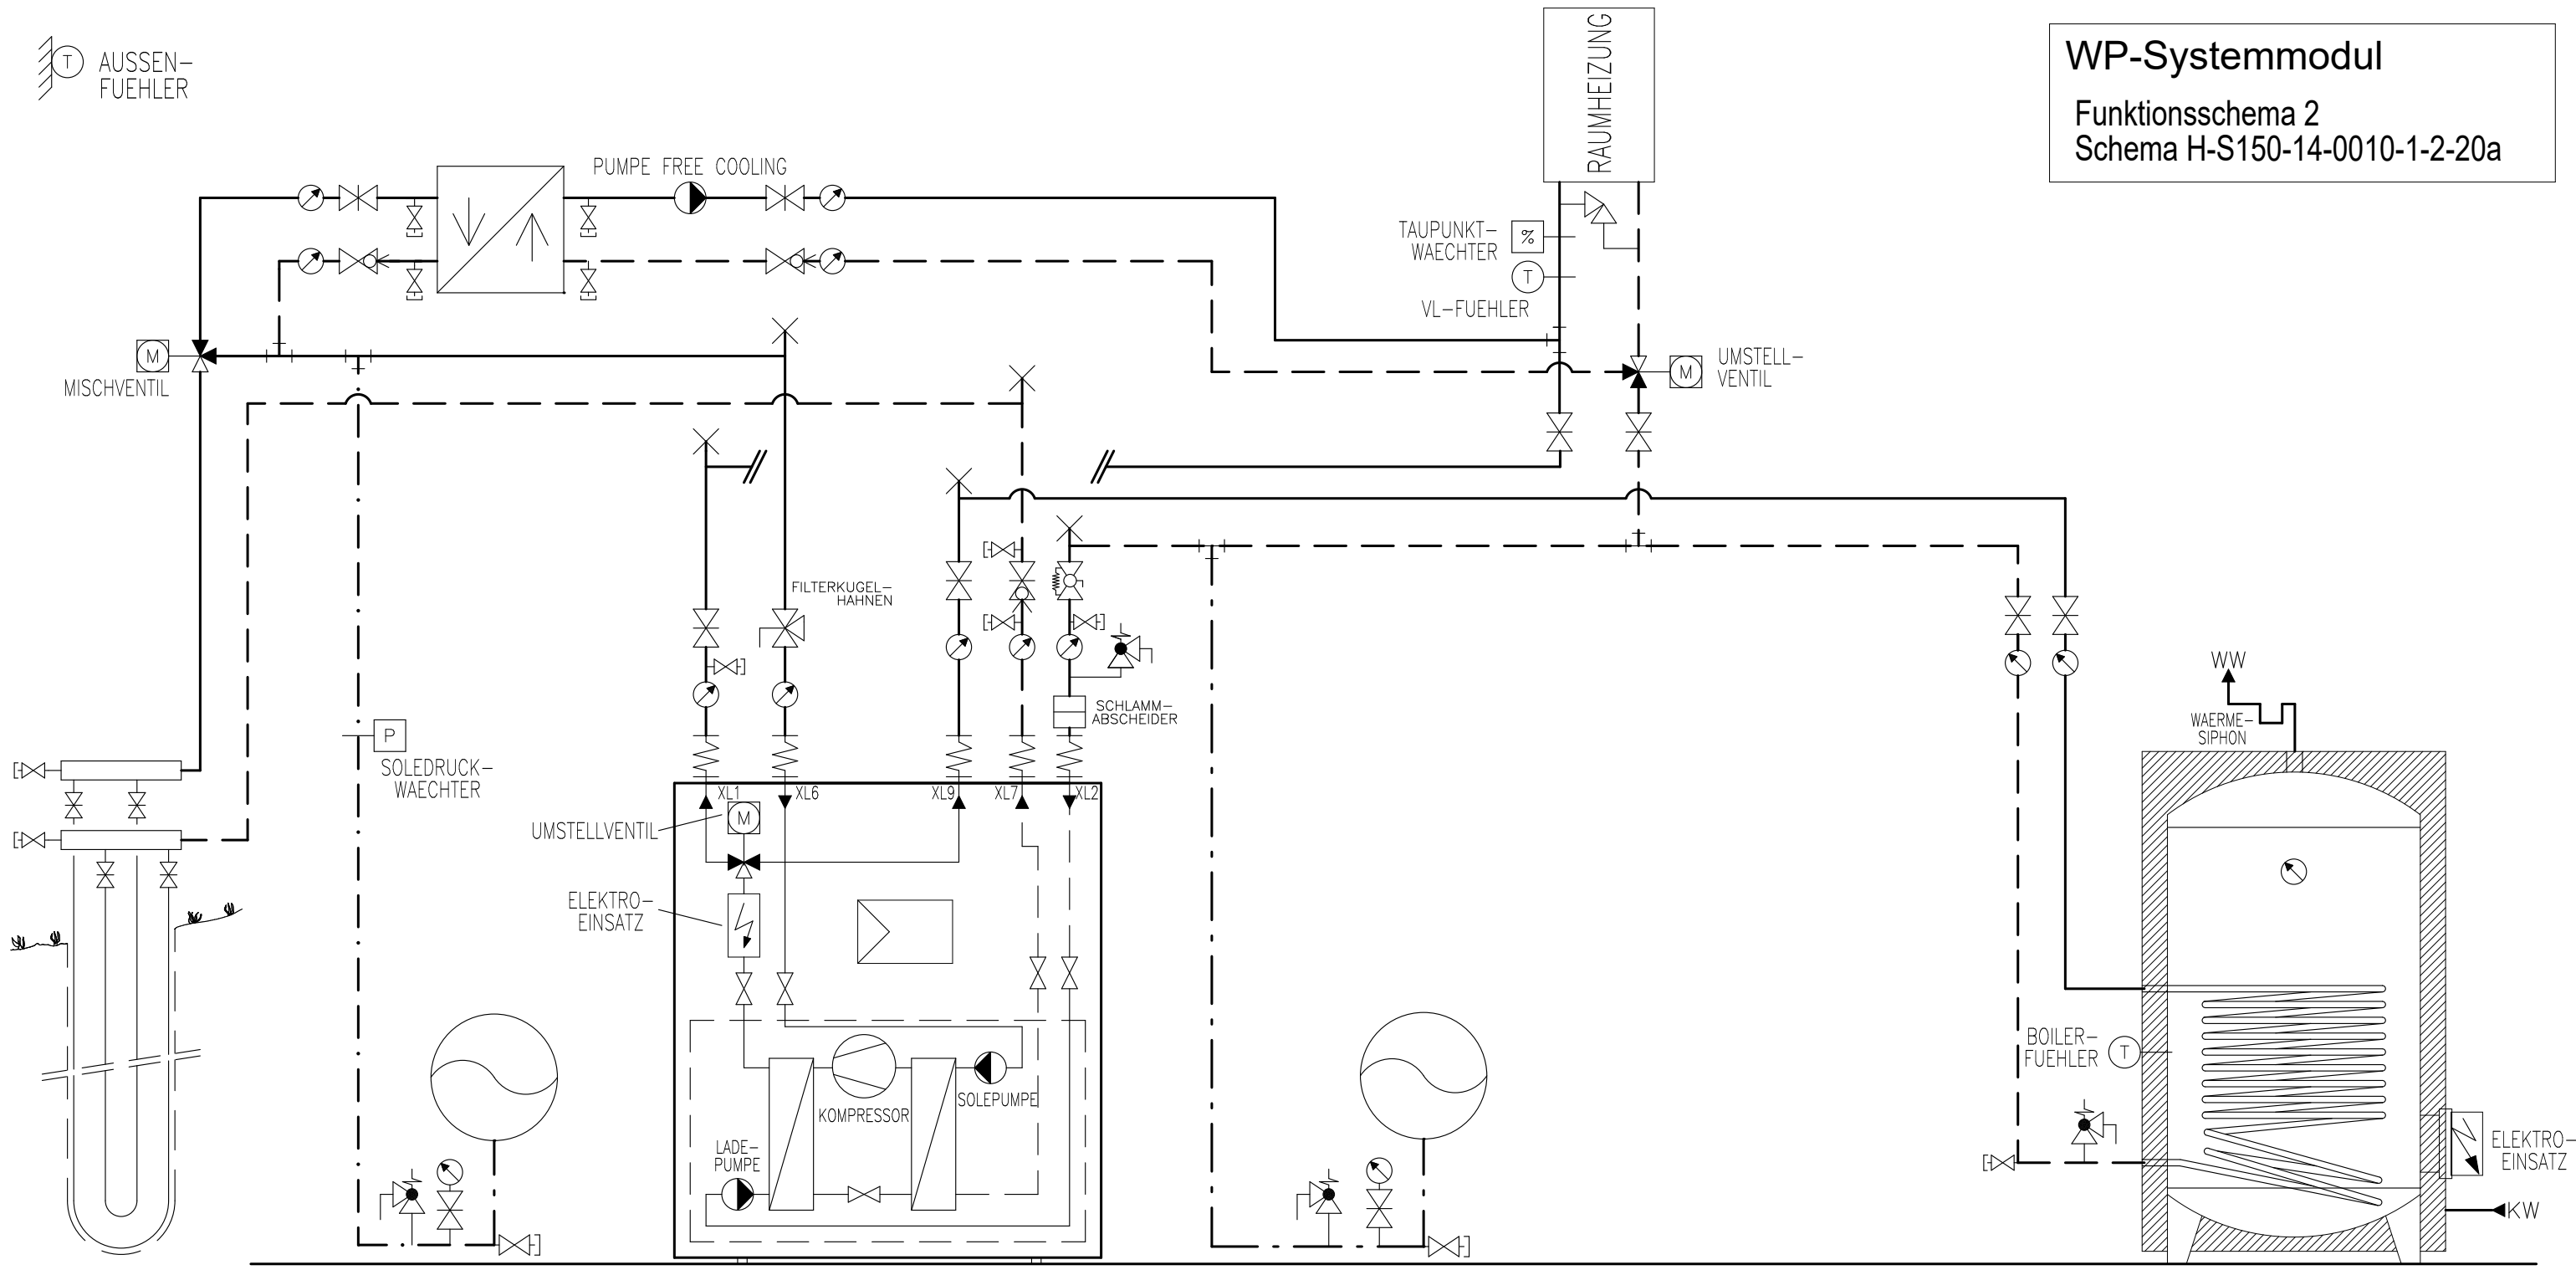 T
AUSSEN-
FUEHLER
WP-Systemmodul
Funktionsschema 2
Schema H-S150-14-0010-1-2-20a
RAUMHEIZUNG
PUMPE FREE COOLING
TAUPUNKT-
WAECHTER
%
T
VL-FUEHLER
M
MISCHVENTIL
M
UMSTELL-
VENTIL
FILTERKUGEL-
HAHNEN
SCHLAMM-
ABSCHEIDER
P
SOLEDRUCK-
WAECHTER
WW
WAERME-
SIPHON
XL1
XL6
XL9
XL7
XL2
M
UMSTELLVENTIL
ELEKTRO-
EINSATZ
KOMPRESSOR
SOLEPUMPE
LADE-
PUMPE
BOILER-
FUEHLER
T
ELEKTRO-
EINSATZ
KW